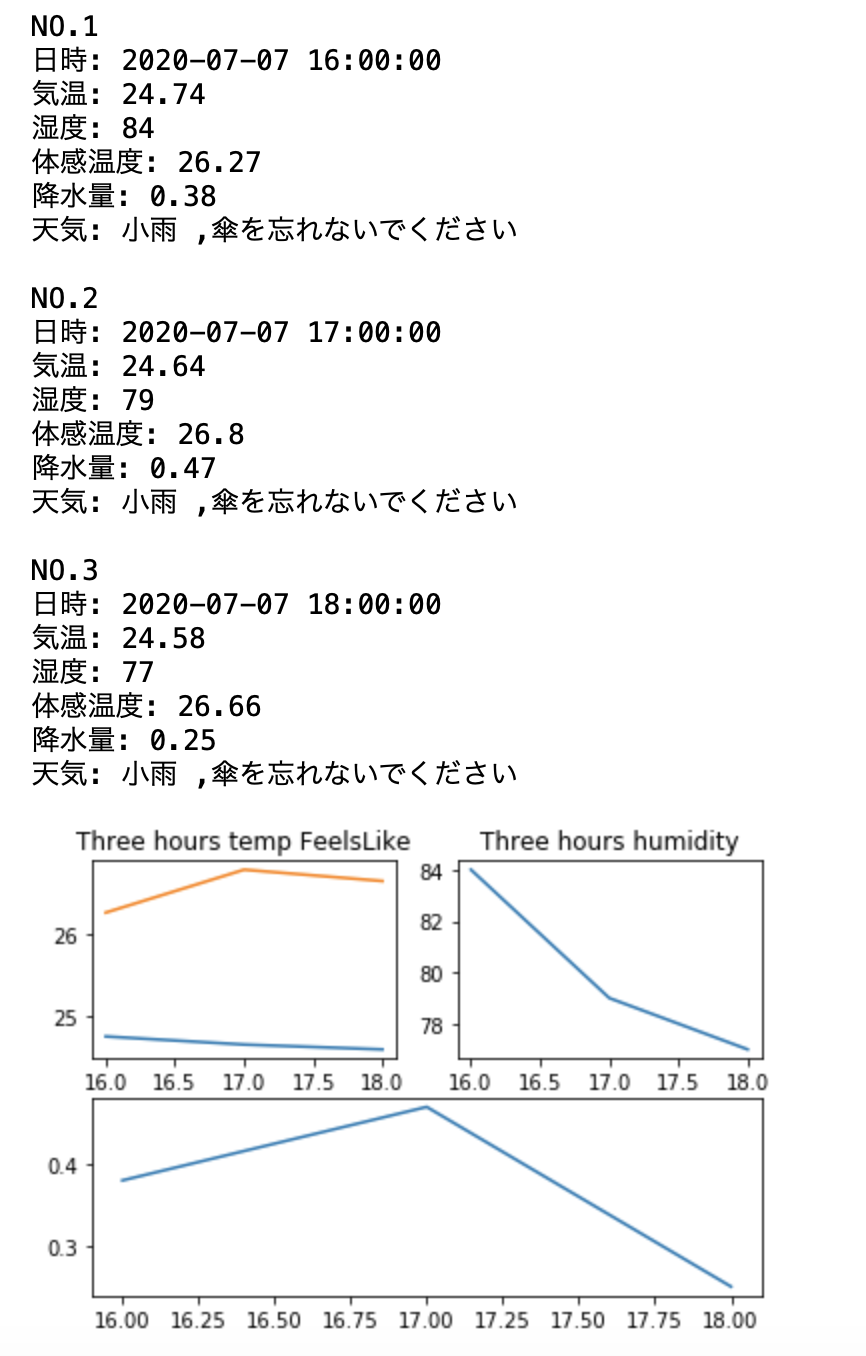 NO.1
日時: 2020-07-07 16:00:00
気温: 24.74
湿度: 84
体感温度: 26.27
降水量: 0.38
天気: 小雨 ,傘を忘れないでください
NO.2
日時: 2020-07-07 17:00:00
気温: 24.64
湿度: 79
体感温度: 26.8
降水量: 0.47
天気: 小雨 ,傘を忘れないでください
NO.3
日時: 2020-07-07 18:00:00
気温: 24.58
湿度: 77
体感温度: 26.66
降水量: 0.25
天気: 小雨 ,傘を忘れないでください
Three hours temp FeelsLike
26
25
16.0 16.5 17.0 17.5 18.0
Three hours humidity
84
82
80
78
16.0 16.5 17.0 17.5 18.0
0.4
0.3
16.00 16.25 16.50 16.75 17.00 17.25 17.50 17.75 18.00